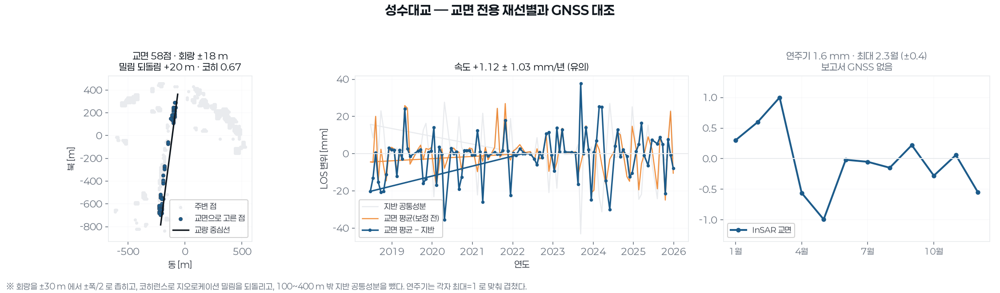 성수대교 — 교면 전용 재선별과 GNSS 대조
교면 58점 · 회랑 ±18 m
밀림 되돌림 +20 m · 코히 0.67
북 [m]
400
200
0
-200
-400
-600
-800
-500
0
500
동 [m]
주변 점
교면으로 고른 점
교량 중심선
속도 +1.12 ± 1.03 mm/년 (유의)
LOS 변위 [mm]
40
20
0
-20
-40
2019
2020
2021
2022
2023
2024
2025
2026
연도
지반 공통성분
교면 평균(보정 전)
교면 평균 − 지반
연주기 1.6 mm · 최대 2.3월 (±0.4)
보고서 GNSS 없음
1.0
0.5
0.0
-0.5
-1.0
1월
4월
7월
10월
InSAR 교면
※ 회랑을 ±30 m 에서 ±폭/2 로 좁히고, 코히런스로 지오로케이션 밀림을 되돌리고, 100~400 m 밖 지반 공통성분을 뺐다. 연주기는 각자 최대=1 로 맞춰 겹쳤다.